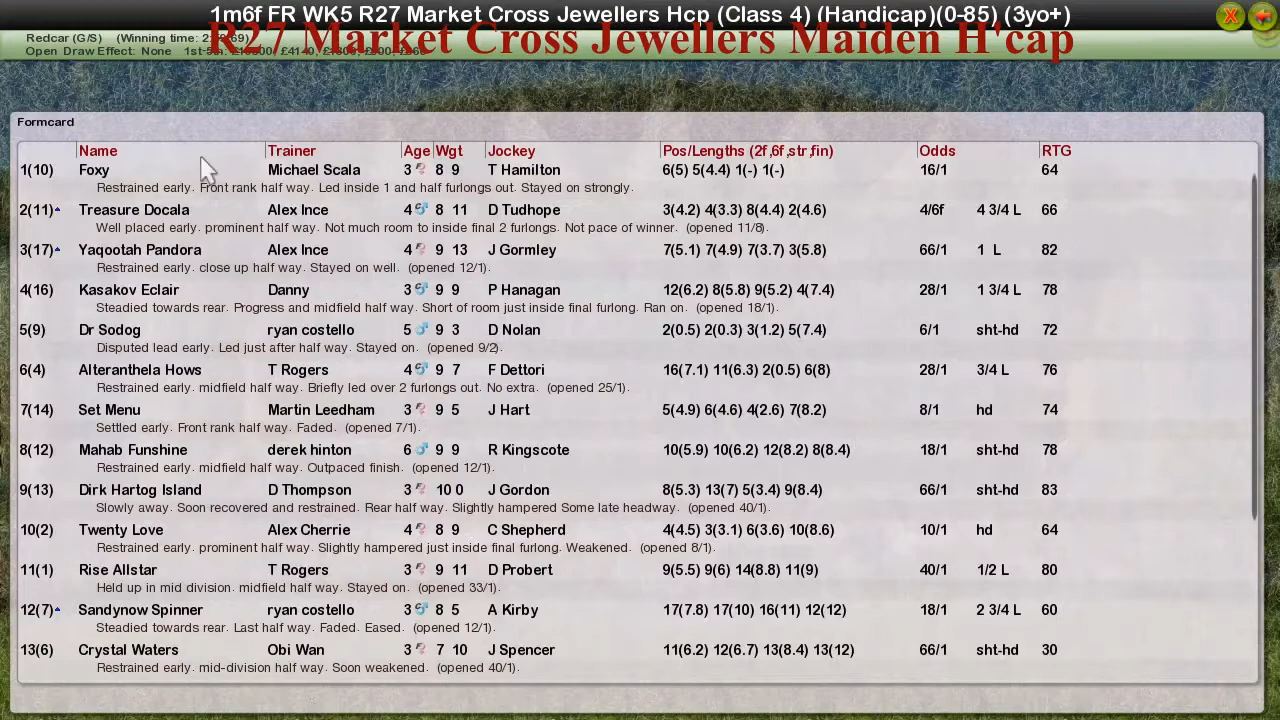 1m6f FR WK5 R27 Market Cross Jewellers Hcp (Class 4) (Handicap)(0-85) (3yo+)
R27 Market Cross Jewellers Maiden H'cap
Redcar (G/S) (Winning time:
Open Draw Effect: None 1st-5th:
Formcard
Name Trainer Age Wgt Jockey Pos/Lengths (2f,6f,str,fin) Odds RTG
1(10) Foxy Michael Scala 3 8 9 T Hamilton 6(5) 5(4.4) 1(-) 1(-) 16/1 64
Restrained early. Front rank half way. Led inside 1 and half furlongs out. Stayed on strongly.
2(11) Treasure Docala Alex Ince 4 8 11 D Tudhope 3(4.2) 4(3.3) 8(4.4) 2(4.6) 4/6f 4 3/4 L 66
Well placed early. prominent half way. Not much room to inside final 2 furlongs. Not pace of winner. (opened 11/8).
3(17) Yaqootah Pandora Alex Ince 4 9 13 J Gormley 7(5.1) 7(4.9) 7(3.7) 3(5.8) 66/1 1 L 82
Restrained early. close up half way. Stayed on well. (opened 12/1).
4(16) Kasakov Eclair Danny 3 9 9 P Hanagan 12(6.2) 8(5.8) 9(5.2) 4(7.4) 28/1 1 3/4 L 78
Steadied towards rear. Progress and midfield half way. Short of room just inside final furlong. Ran on. (opened 18/1).
5(9) Dr Sodog ryan costello 5 9 3 D Nolan 2(0.5) 2(0.3) 3(1.2) 5(7.4) 6/1 sht-hd 72
Disputed lead early. Led just after half way. Stayed on. (opened 9/2).
6(4) Alteranthela Hows T Rogers 4 9 7 F Dettori 16(7.1) 11(6.3) 2(0.5) 6(8) 28/1 3/4 L 76
Restrained early. midfield half way. Briefly led over 2 furlongs out. No extra. (opened 25/1).
7(14) Set Menu Martin Leedham 3 9 5 J Hart 5(4.9) 6(4.6) 4(2.6) 7(8.2) 8/1 hd 74
Settled early. Front rank half way. Faded. (opened 7/1).
8(12) Mahab Funshine derek hinton 6 9 9 R Kingscote 10(5.9) 10(6.2) 12(8.2) 8(8.4) 18/1 sht-hd 78
Restrained early. midfield half way. Outpaced finish. (opened 12/1).
9(13) Dirk Hartog Island D Thompson 3 10 0 J Gordon 8(5.3) 13(7) 5(3.4) 9(8.4) 66/1 sht-hd 83
Slowly away. Soon recovered and restrained. Rear half way. Slightly hampered Some late headway. (opened 40/1).
10(2) Twenty Love Alex Cherrie 4 8 9 C Shepherd 4(4.5) 3(3.1) 6(3.6) 10(8.6) 10/1 hd 64
Restrained early. prominent half way. Slightly hampered just inside final furlong. Weakened. (opened 8/1).
11(1) Rise Allstar T Rogers 3 9 11 D Probert 9(5.5) 9(6) 14(8.8) 11(9) 40/1 1/2 L 80
Held up in mid division. midfield half way. Stayed on. (opened 33/1).
12(7) Sandynow Spinner ryan costello 3 8 5 A Kirby 17(7.8) 17(10) 16(11) 12(12) 18/1 2 3/4 L 60
Steadied towards rear. Last half way. Faded. Eased. (opened 12/1).
13(6) Crystal Waters Obi Wan 3 7 10 J Spencer 11(6.2) 12(6.7) 13(8.4) 13(12) 66/1 sht-hd 30
Restrained early. mid-division half way. Soon weakened. (opened 40/1).